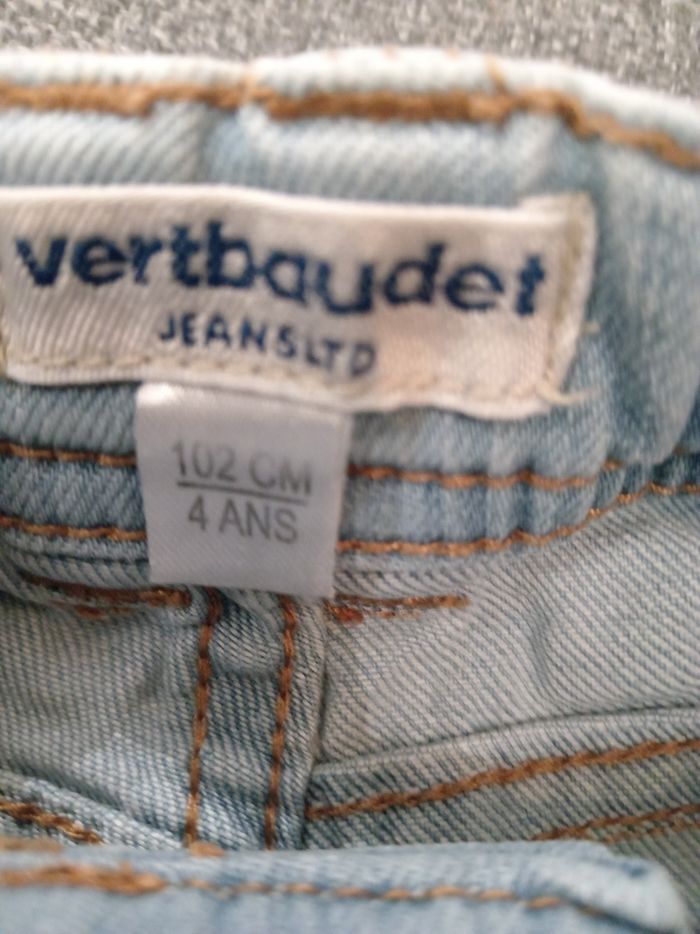 vertbaudet
JEANSLTD
102 CM
4 ANS